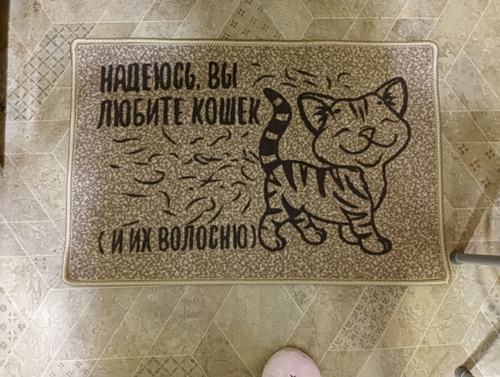 НАДЕЮСЬ, ВЫ
ЛЮБИТЕ КОШЕК
( И ИХ ВОЛОСНЮ)